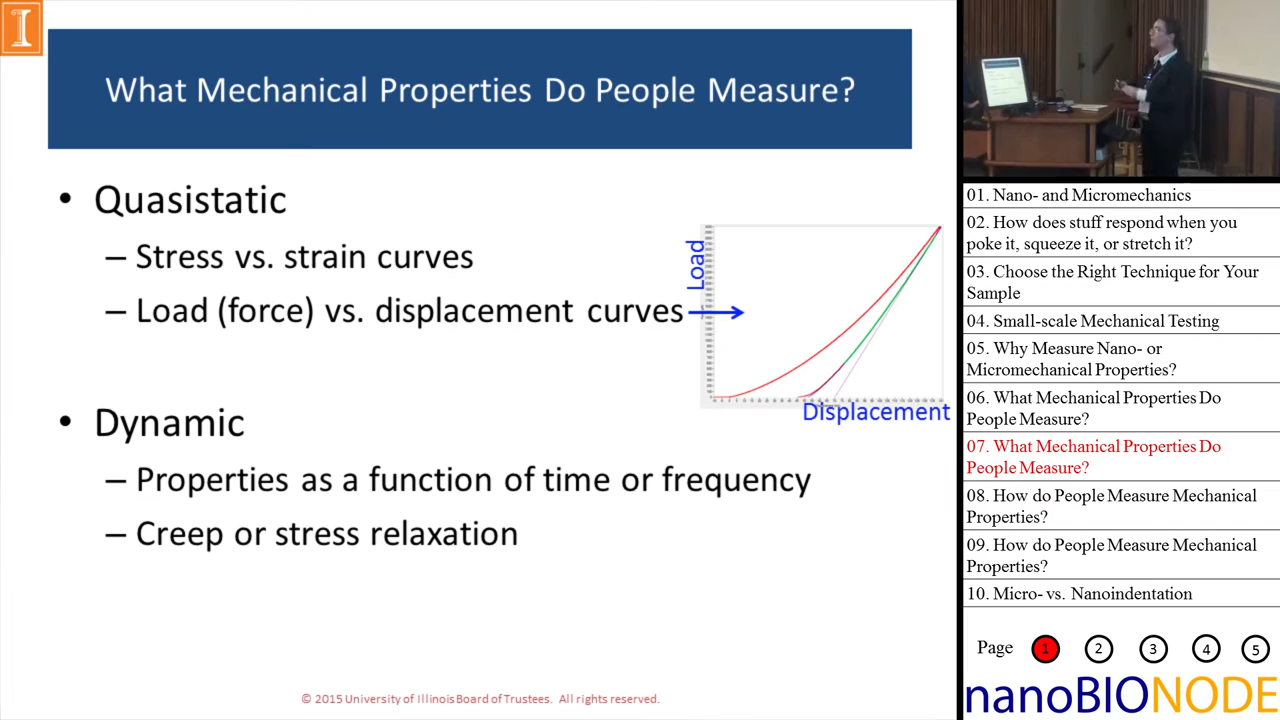 I
What Mechanical Properties Do People Measure?
• Quasistatic
– Stress vs. strain curves
– Load (force) vs. displacement curves
Load
Displacement
• Dynamic
– Properties as a function of time or frequency
– Creep or stress relaxation
© 2015 University of IllinoisBoard of Trustees. All rights reserved.
01. Nano- and Micromechanics
02. How does stuff respond when you
poke it, squeeze it, or stretch it?
03. Choose the Right Technique for Your
Sample
04. Small-scale Mechanical Testing
05. Why Measure Nano- or
Micromechanical Properties?
06. What Mechanical Properties Do
People Measure?
07. What Mechanical Properties Do
People Measure?
08. How do People Measure Mechanical
Properties?
09. How do People Measure Mechanical
Properties?
10. Micro- vs. Nanoindentation
Page 1 2 3 4 5
nanoBIONODE